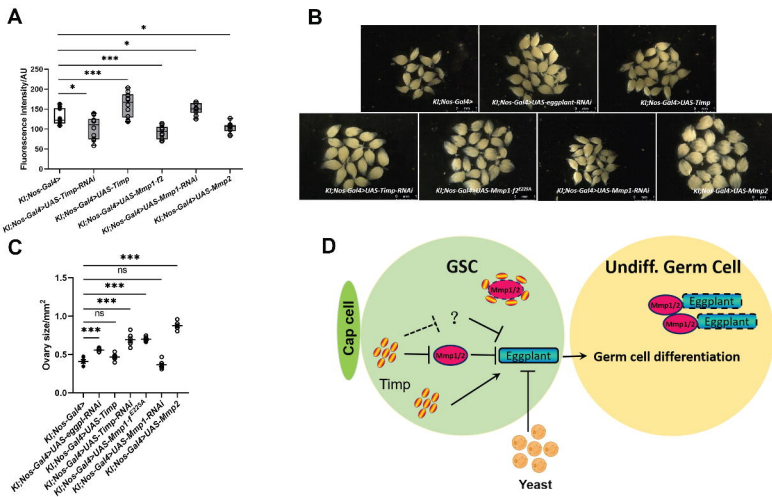 A
*
*
***
***
*
Fluorescence Intensity/AU
250
200
150
100
50
0
KI;Nos-Gal4>
KI;Nos-Gal4>UAS-Timp-RNAi
KI;Nos-Gal4>UAS-Timp
KI;Nos-Gal4>UAS-Mmp1-f2
KI;Nos-Gal4>UAS-Mmp1-RNAi
KI;Nos-Gal4>UAS-Mmp2
B
KI;Nos-Gal4>
KI;Nos-Gal4>UAS-eggplant-RNAi
KI;Nos-Gal4>UAS-Timp
KI;Nos-Gal4>UAS-Timp-RNAi
KI;Nos-Gal4>UAS-Mmp1-f2E225A
KI;Nos-Gal4>UAS-Mmp1-RNAi
KI;Nos-Gal4>UAS-Mmp2
C
***
ns
***
***
ns
***
Ovary size/mm2
1.5
1.0
0.5
0.0
KI;Nos-Gal4>
KI;Nos-Gal4>UAS-eggpl-RNAi
KI;Nos-Gal4>UAS-Timp
KI;Nos-Gal4>UAS-Timp-RNAi
KI;Nos-Gal4>UAS-Mmp1-fE225A
KI;Nos-Gal4>UAS-Mmp1-RNAi
KI;Nos-Gal4>UAS-Mmp2
D
GSC
Undiff. Germ Cell
Cap cell
Mmp1/2
?
Mmp1/2
Eggplant
Timp
Mmp1/2
Eggplant
Mmp1/2
Eggplant
Germ cell differentiation
Yeast